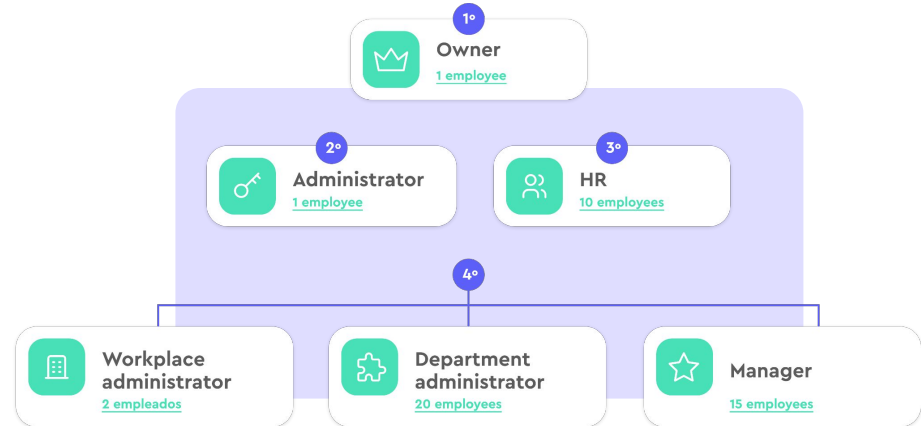 1º
Owner
1 employee
2º
Administrator
1 employee
3º
HR
10 employees
4º
Workplace
administrator
2 empleados
Department
administrator
20 employees
Manager
15 employees